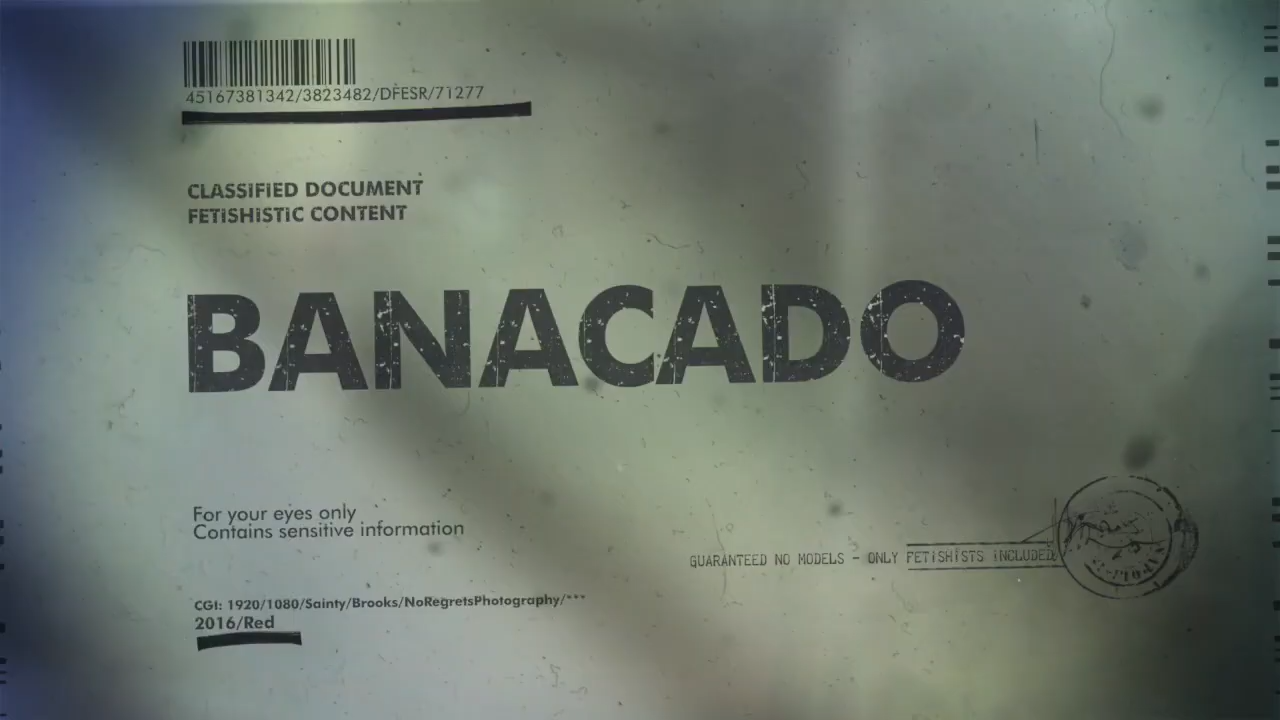 45167381342/3823482/DFESR/71277
CLASSIFIED DOCUMENT
FETISHISTIC CONTENT
BANACADO
For your eyes only
Contains sensitive information
GUARANTEED NO MODELS - ONLY FETISHISTS INCLUDED
CGI: 1920/1080/Sainty/Brooks/NoRegretsPhotography/***
2016/Red